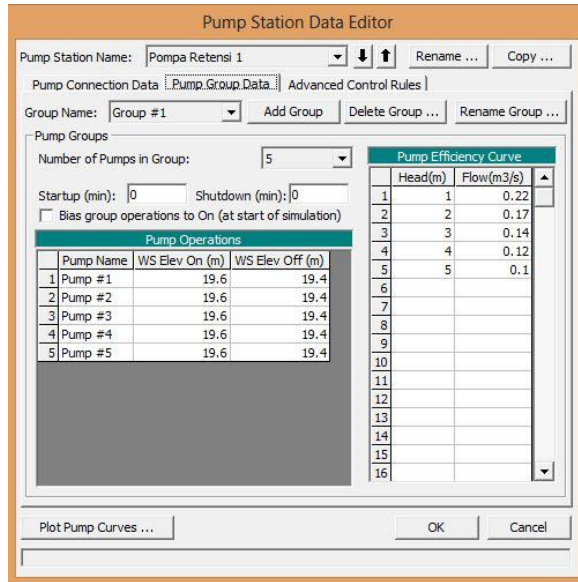 Pump Station Data Editor
Pump Station Name: Pompa Retensi 1 Rename ... Copy ...
Pump Connection Data Pump Group Data Advanced Control Rules
Group Name: Group #1 Add Group Delete Group ... Rename Group ...
Pump Groups
Number of Pumps in Group: 5
Startup (min): 0 Shutdown (min): 0
Bias group operations to On (at start of simulation)
Pump Operations
Pump Name WS Elev On (m) WS Elev Off (m)
1 Pump #1 19.6 19.4
2 Pump #2 19.6 19.4
3 Pump #3 19.6 19.4
4 Pump #4 19.6 19.4
5 Pump #5 19.6 19.4
Pump Efficiency Curve
Head(m) Flow(m3/s)
1 1 0.22
2 2 0.17
3 3 0.14
4 4 0.12
5 5 0.1
6
7
8
9
10
11
12
13
14
15
16
Plot Pump Curves ... OK Cancel